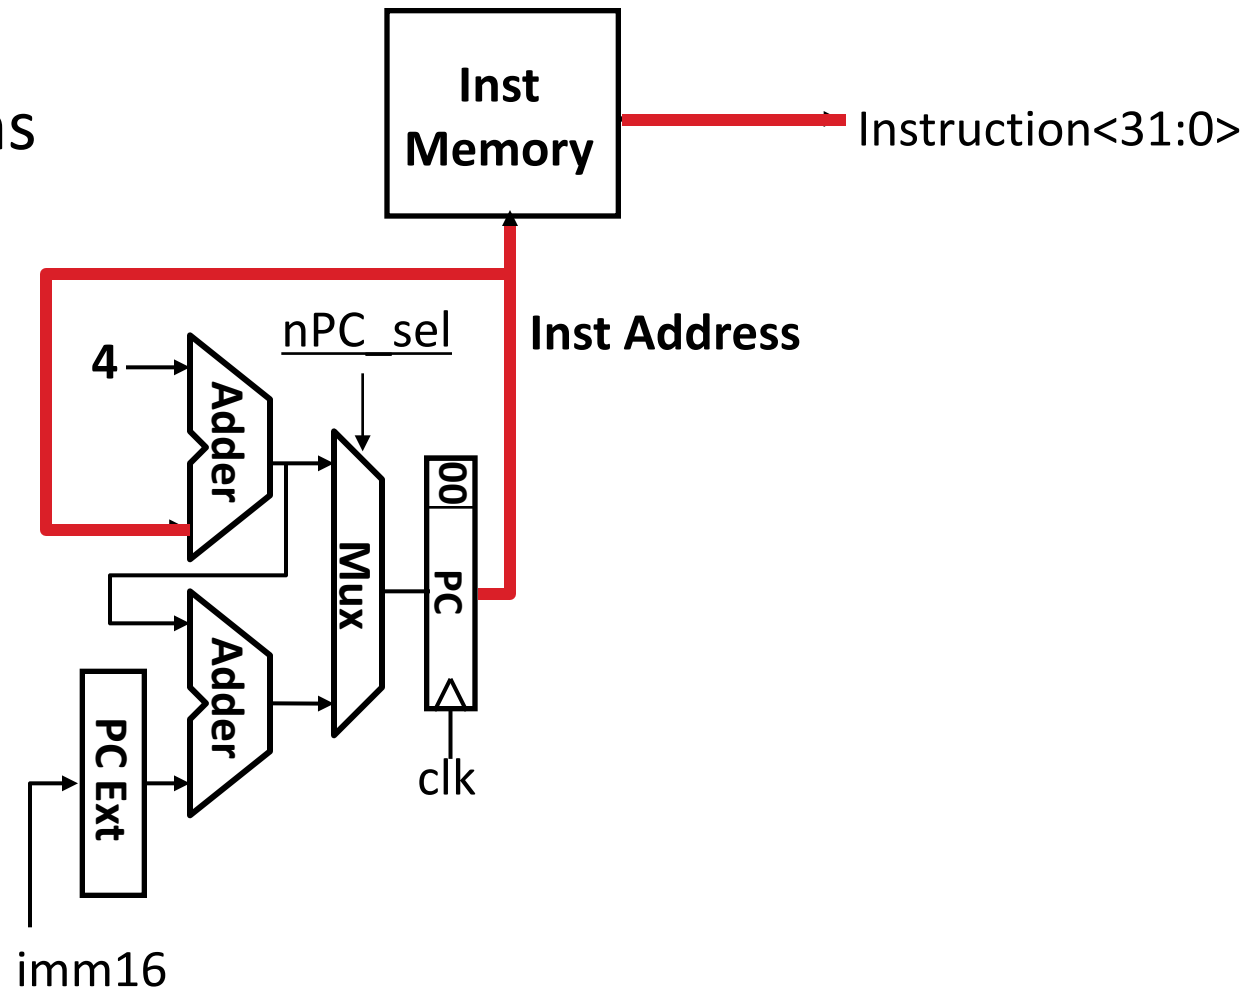 Inst
Memory
ns
Instruction<31:0>
nPC_sel
Inst Address
4
Adder
00
PC
Mux
Adder
PC Ext
clk
imm16